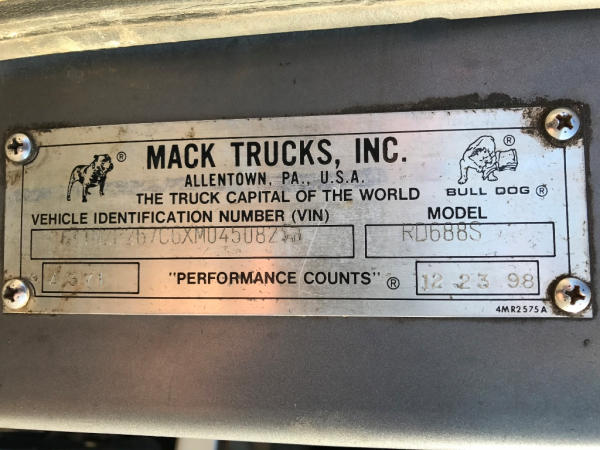 MACK TRUCKS, INC.
ALLENTOWN, PA., U.S.A.
THE TRUCK CAPITAL OF THE WORLD
BULL DOG ®
VEHICLE IDENTIFICATION NUMBER (VIN) MODEL
RD688S
"PERFORMANCE COUNTS" ® 12 23 98
4MR2575A